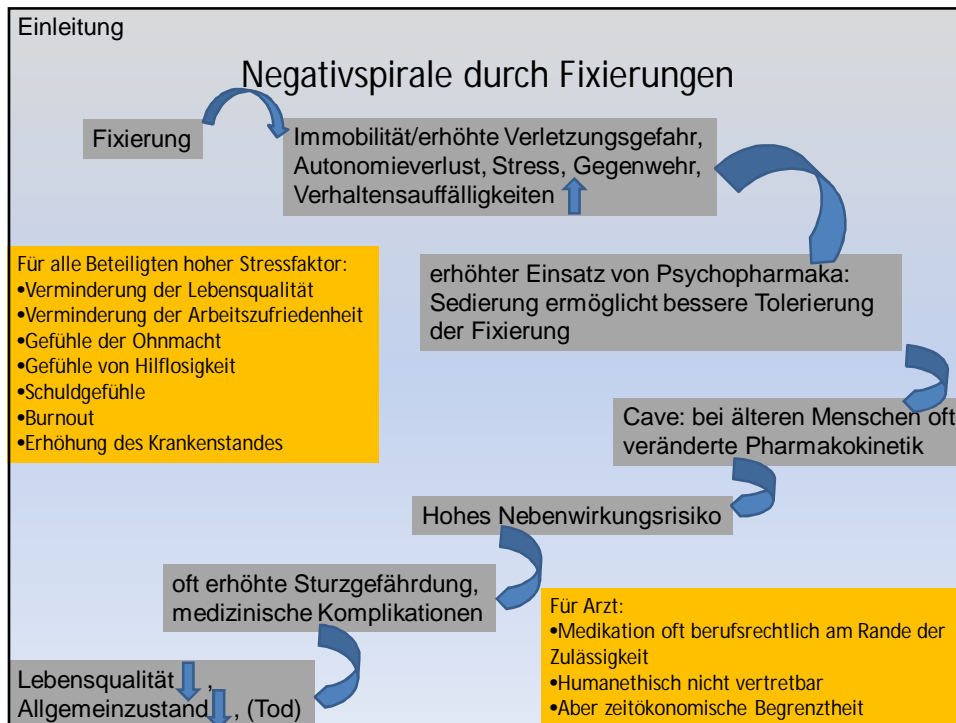 Einleitung
Negativspirale durch Fixierungen
Fixierung
Immobilität/erhöhte Verletzungsgefahr,
Autonomieverlust, Stress, Gegenwehr,
Verhaltensauffälligkeiten
Für alle Beteiligten hoher Stressfaktor:
•Verminderung der Lebensqualität
•Verminderung der Arbeitszufriedenheit
•Gefühle der Ohnmacht
•Gefühle von Hilflosigkeit
•Schuldgefühle
•Burnout
•Erhöhung des Krankenstandes
erhöhter Einsatz von Psychopharmaka:
Sedierung ermöglicht bessere Tolerierung
der Fixierung
Cave: bei älteren Menschen oft
veränderte Pharmakokinetik
Hohes Nebenwirkungsrisiko
oft erhöhte Sturzgefährdung,
medizinische Komplikationen
Für Arzt:
•Medikation oft berufsrechtlich am Rande der
Zulässigkeit
•Humanethisch nicht vertretbar
•Aber zeitökonomische Begrenztheit
Lebensqualität ,
Allgemeinzustand , (Tod)